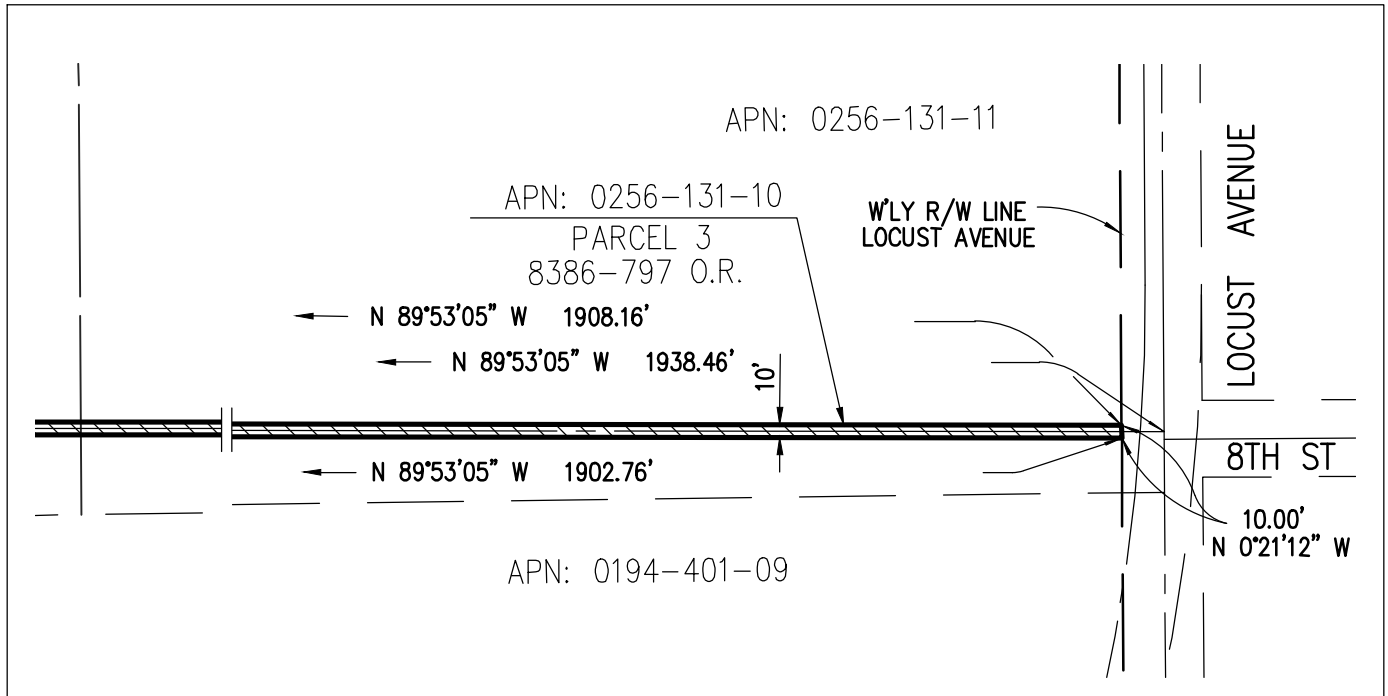 APN: 0256-131-11
APN: 0256-131-10
PARCEL 3
8386-797 O.R.
W'LY R/W LINE
LOCUST AVENUE
LOCUST AVENUE
N 89°53'05" W 1908.16'
N 89°53'05" W 1938.46'
10'
N 89°53'05" W 1902.76'
8TH ST
10.00'
N 0°21'12" W
APN: 0194-401-09